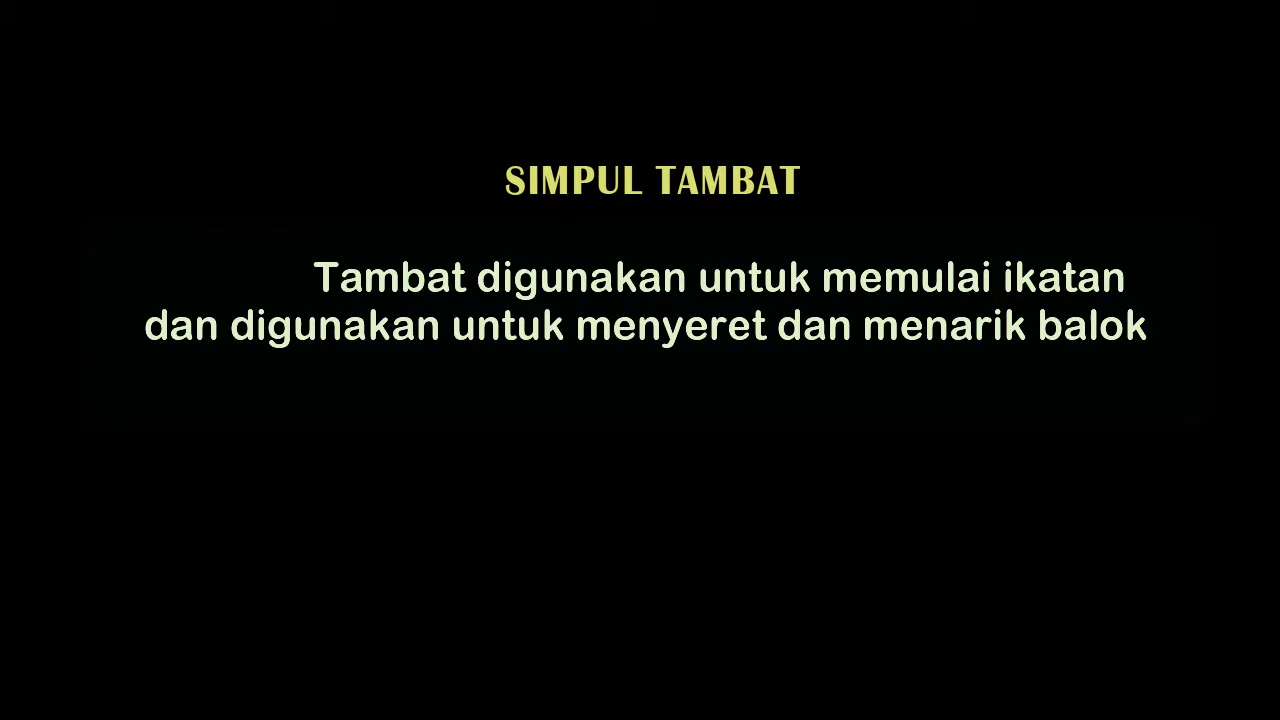 SIMPUL TAMBAT
Tambat digunakan untuk memulai ikatan
dan digunakan untuk menyeret dan menarik balok